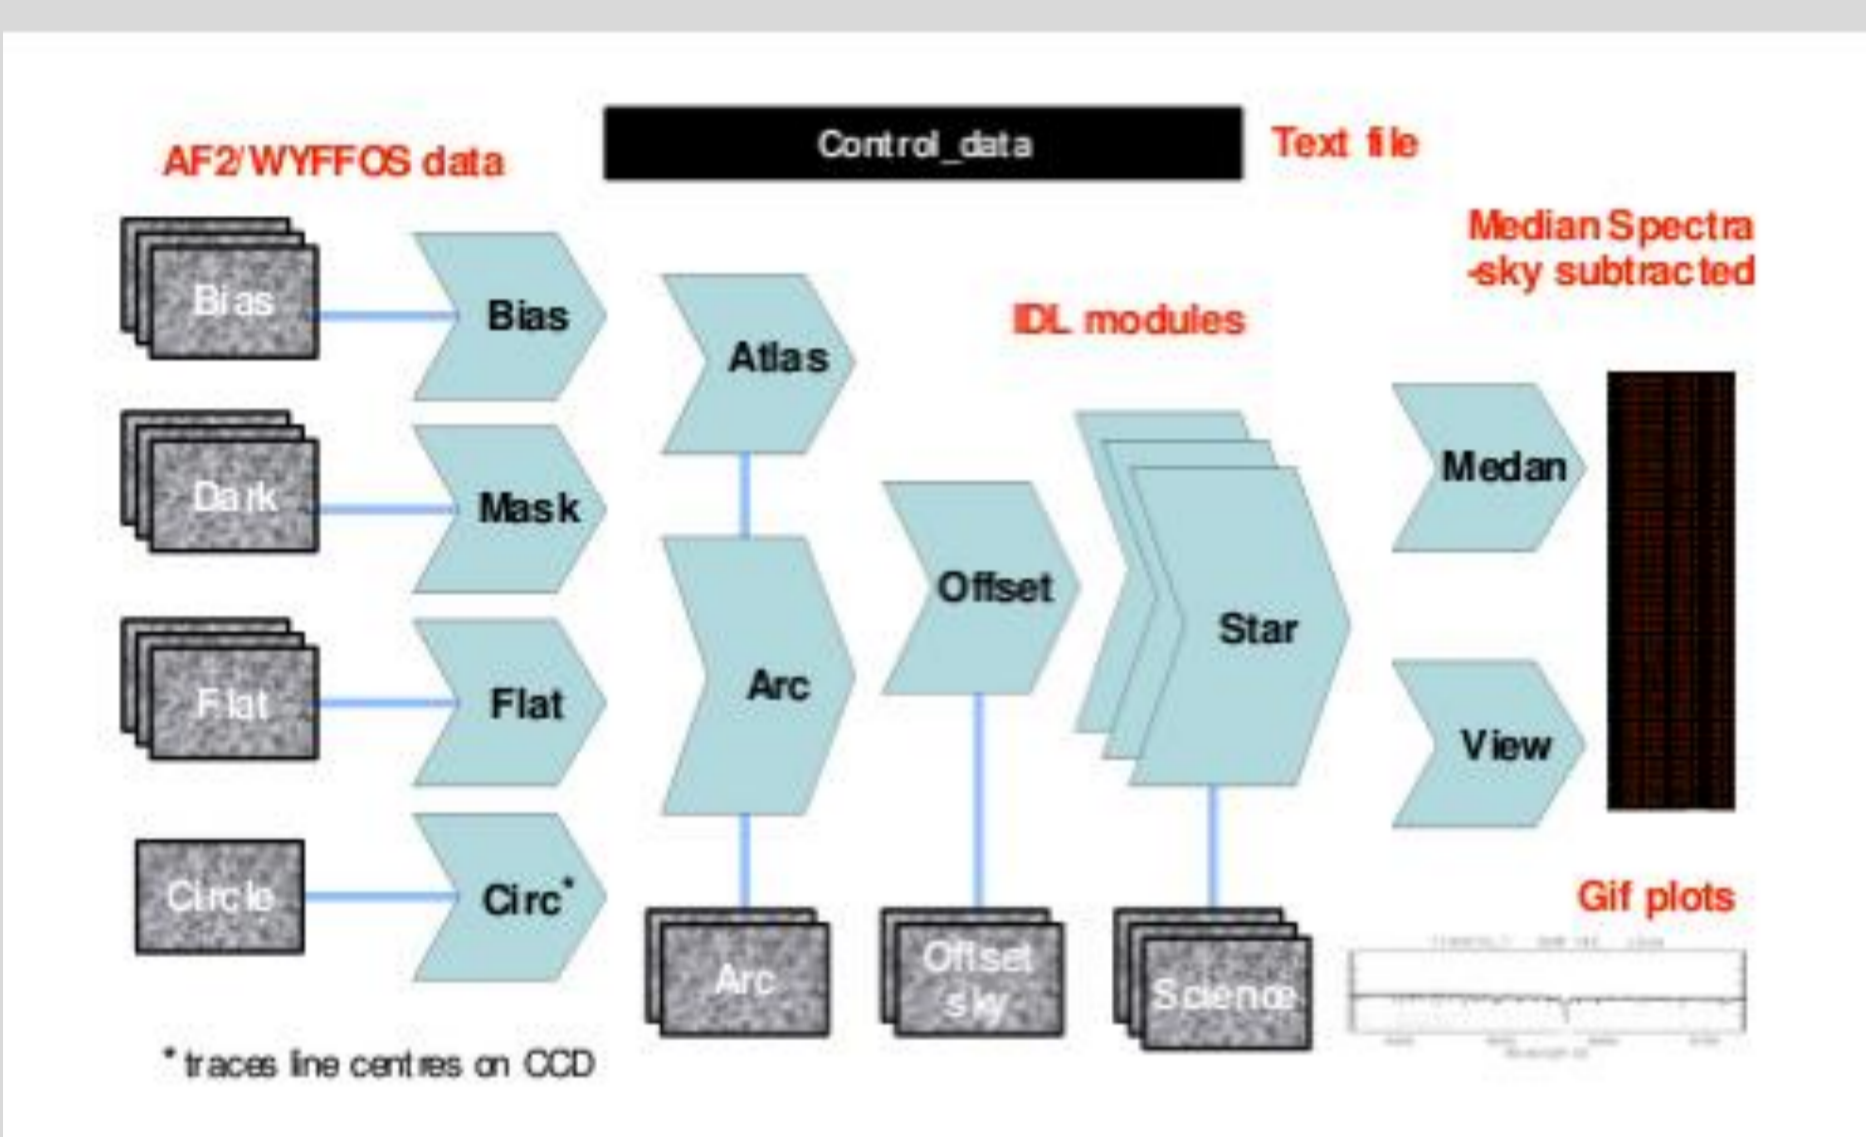 Control_data
Text file
AF2/WYFFOS data
Median Spectra
-sky subtracted
Bias
Bias
Atlas
IDL modules
Dark
Mask
Medan
Offset
Star
Flat
Flat
Arc
View
Circle
Circ*
Gif plots
Arc
Offset
sky
Science
* traces line centres on CCD